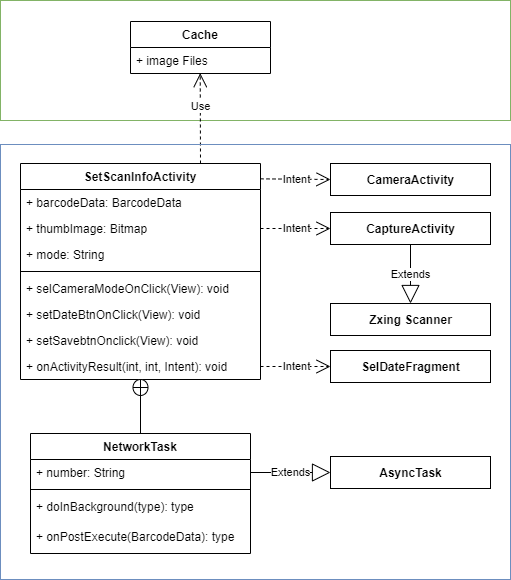 Cache
+ image Files
Use
SetScanInfoActivity
+ barcodeData: BarcodeData
+ thumbImage: Bitmap
+ mode: String
+ selCameraModeOnClick(View): void
+ setDateBtnOnClick(View): void
+ setSavebtnOnclick(View): void
+ onActivityResult(int, int, Intent): void
Intent
CameraActivity
Intent
CaptureActivity
Extends
Zxing Scanner
Intent
SelDateFragment
NetworkTask
+ number: String
+ doInBackground(type): type
+ onPostExecute(BarcodeData): type
Extends
AsyncTask